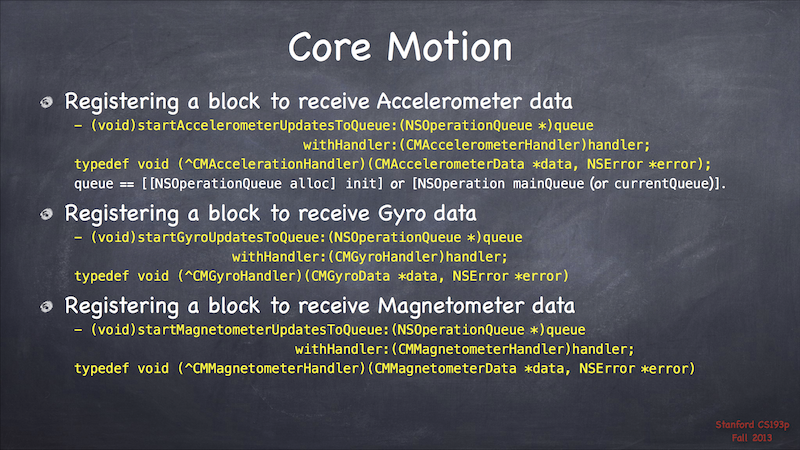 Core Motion
Registering a block to receive Accelerometer data
- (void)startAccelerometerUpdatesToQueue:(NSOperationQueue *)queue
withHandler:(CMAccelerometerHandler)handler;
typedef void (^CMAccelerationHandler)(CMAccelerometerData *data, NSError *error);
queue == [[NSOperationQueue alloc] init] or [NSOperation mainQueue (or currentQueue)].
Registering a block to receive Gyro data
- (void)startGyroUpdatesToQueue:(NSOperationQueue *)queue
withHandler:(CMGyroHandler)handler;
typedef void (^CMGyroHandler)(CMGyroData *data, NSError *error)
Registering a block to receive Magnetometer data
- (void)startMagnetometerUpdatesToQueue:(NSOperationQueue *)queue
withHandler:(CMMagnetometerHandler)handler;
typedef void (^CMMagnetometerHandler)(CMMagnetometerData *data, NSError *error)
Stanford CS193p
Fall 2013